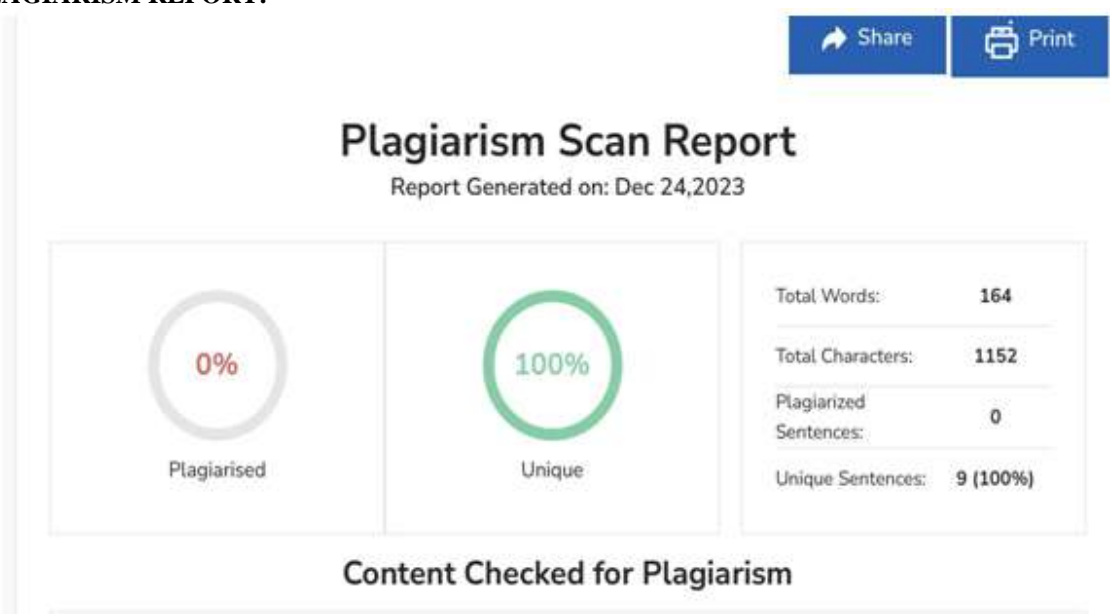 Share
Print
Plagiarism Scan Report
Report Generated on: Dec 24,2023
0%
Plagiarised
100%
Unique
Total Words: 164
Total Characters: 1152
Plagiarized
Sentences: 0
Unique Sentences: 9 (100%)
Content Checked for Plagiarism